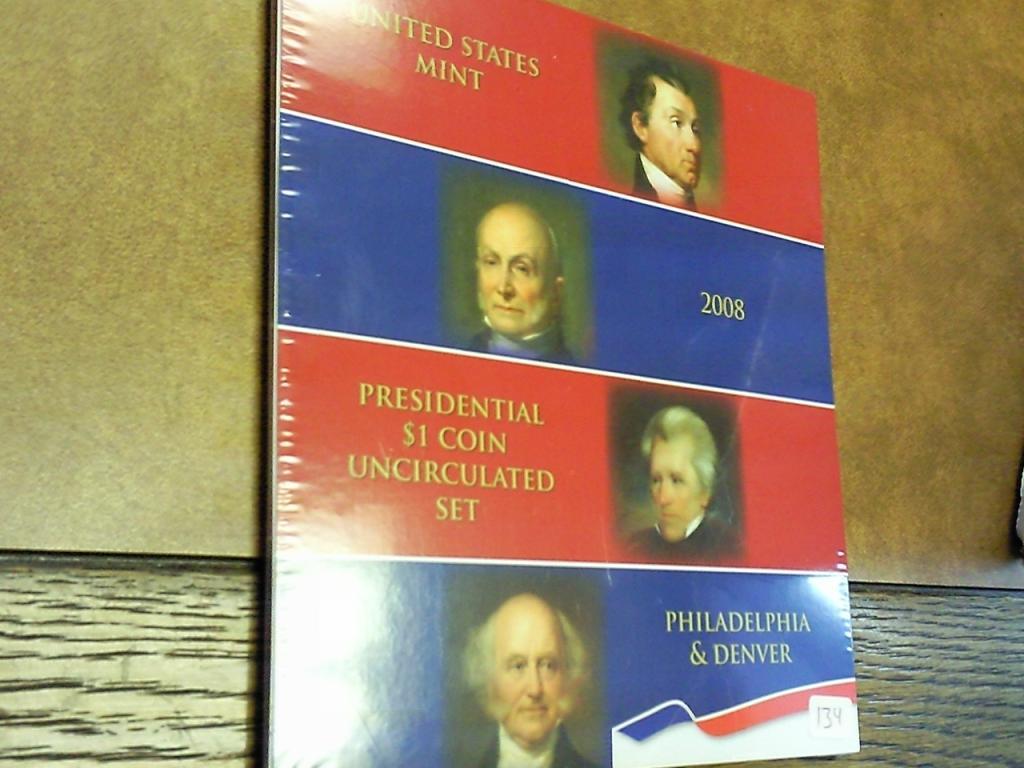 UNITED STATES
MINT
2008
PRESIDENTIAL
$1 COIN
UNCIRCULATED
SET
PHILADELPHIA
& DENVER
134